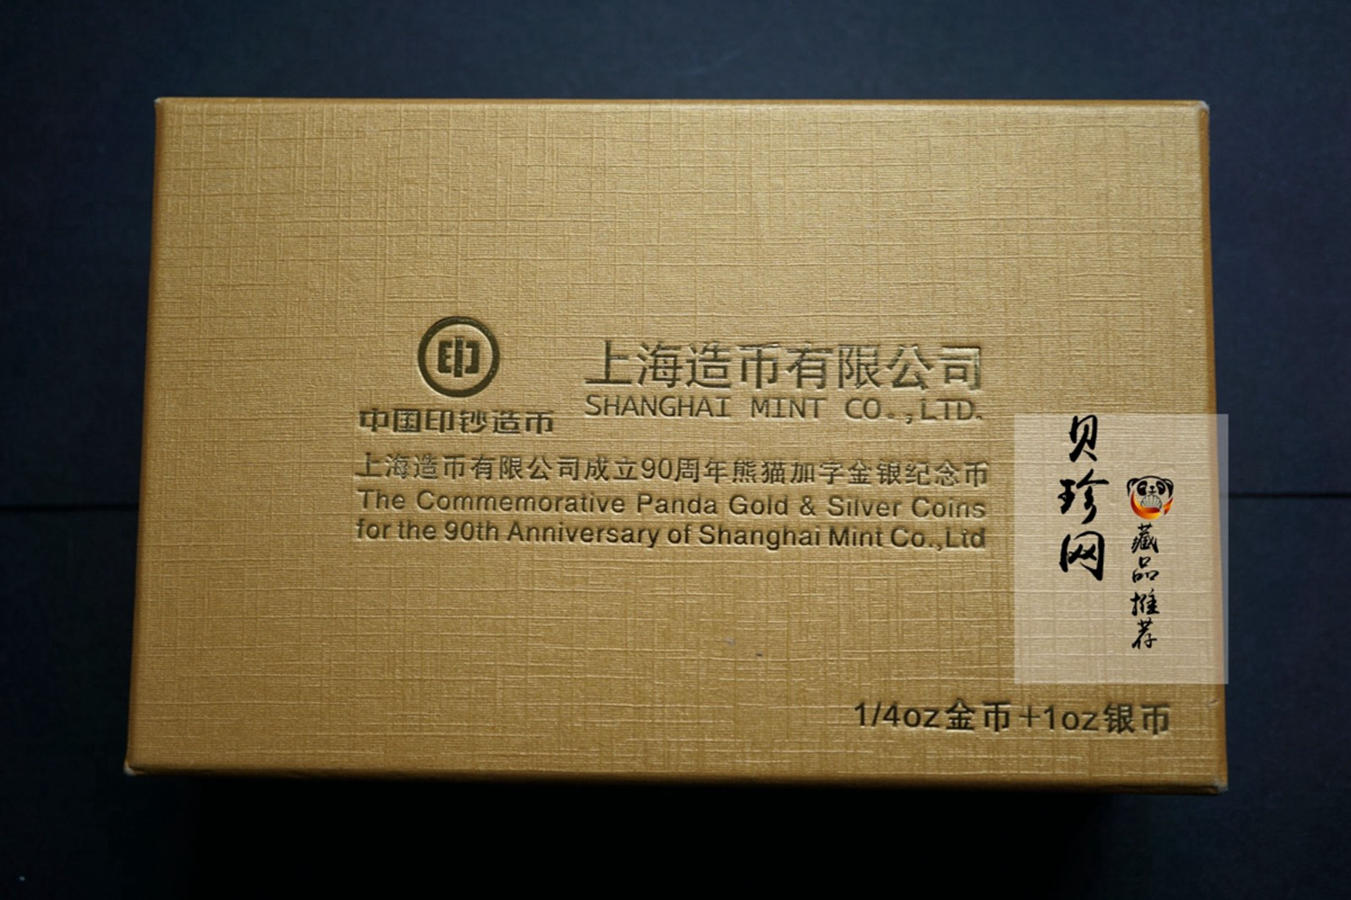 上海造币有限公司
SHANGHAI MINT CO.,LTD.
中国印钞造币
上海造币有限公司成立90周年熊猫加字金银纪念币
The Commemorative Panda Gold & Silver Coins
for the 90th Anniversary of Shanghai Mint Co.,Ltd
贝珍网
藏品推荐
1/4oz金币+1oz银币